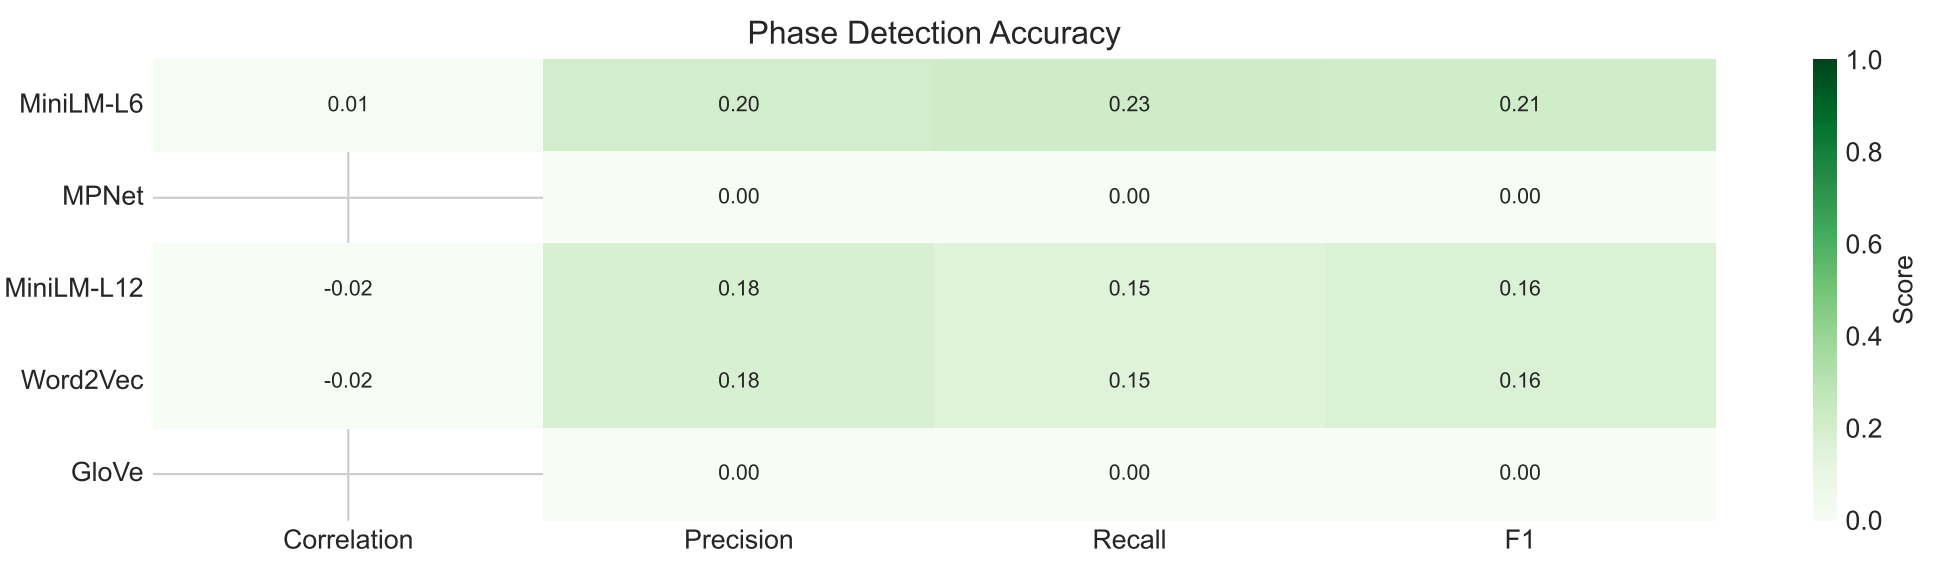 Phase Detection Accuracy
MiniLM-L6 0.01 0.20 0.23 0.21
MPNet 0.00 0.00 0.00
MiniLM-L12 -0.02 0.18 0.15 0.16
Word2Vec -0.02 0.18 0.15 0.16
GloVe 0.00 0.00 0.00
Correlation Precision Recall F1
1.0
0.8
0.6
0.4
0.2
0.0
Score